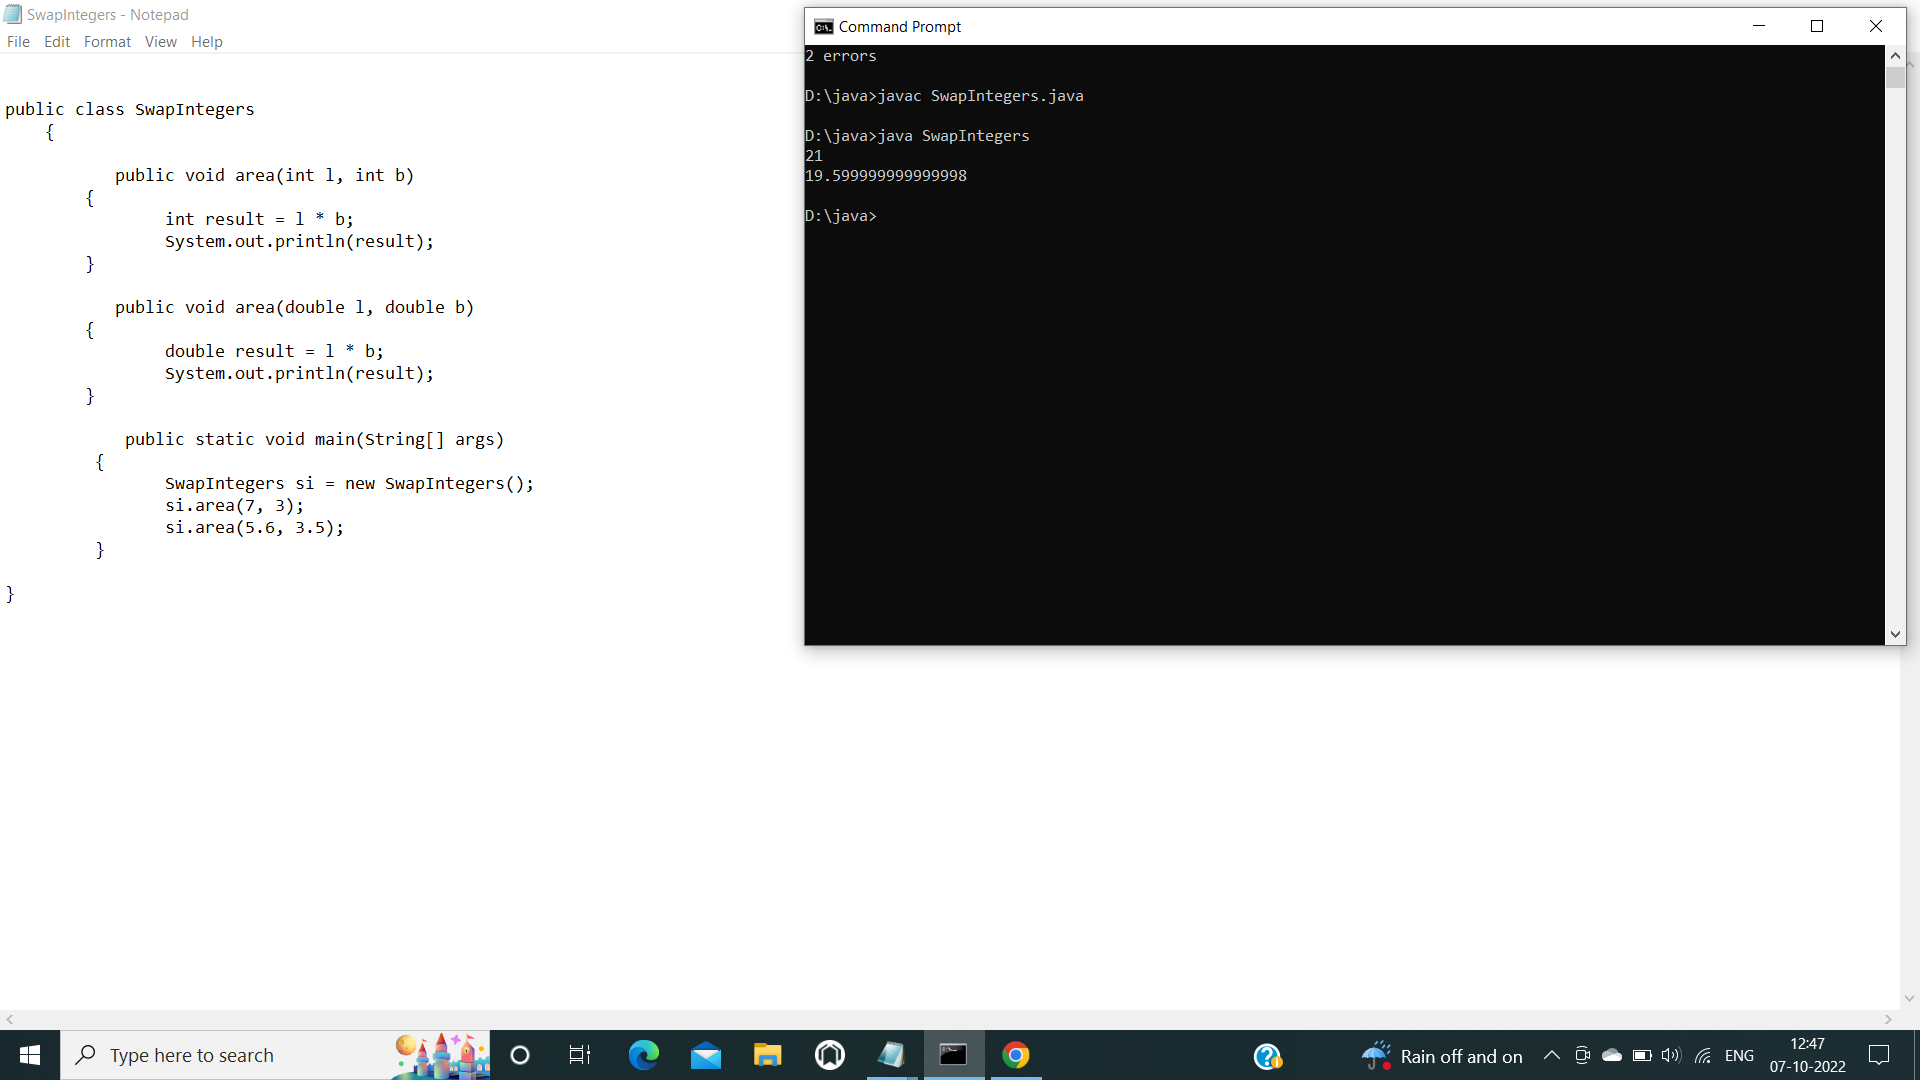 SwapIntegers - Notepad
File Edit Format View Help
public class SwapIntegers
{
public void area(int l, int b)
{
int result = l * b;
System.out.println(result);
}
public void area(double l, double b)
{
double result = l * b;
System.out.println(result);
}
public static void main(String[] args)
{
SwapIntegers si = new SwapIntegers();
si.area(7, 3);
si.area(5.6, 3.5);
}
}
Command Prompt
2 errors
D:\java>javac SwapIntegers.java
D:\java>java SwapIntegers
21
19.599999999999998
D:\java>
Type here to search
Rain off and on
ENG
12:47
07-10-2022